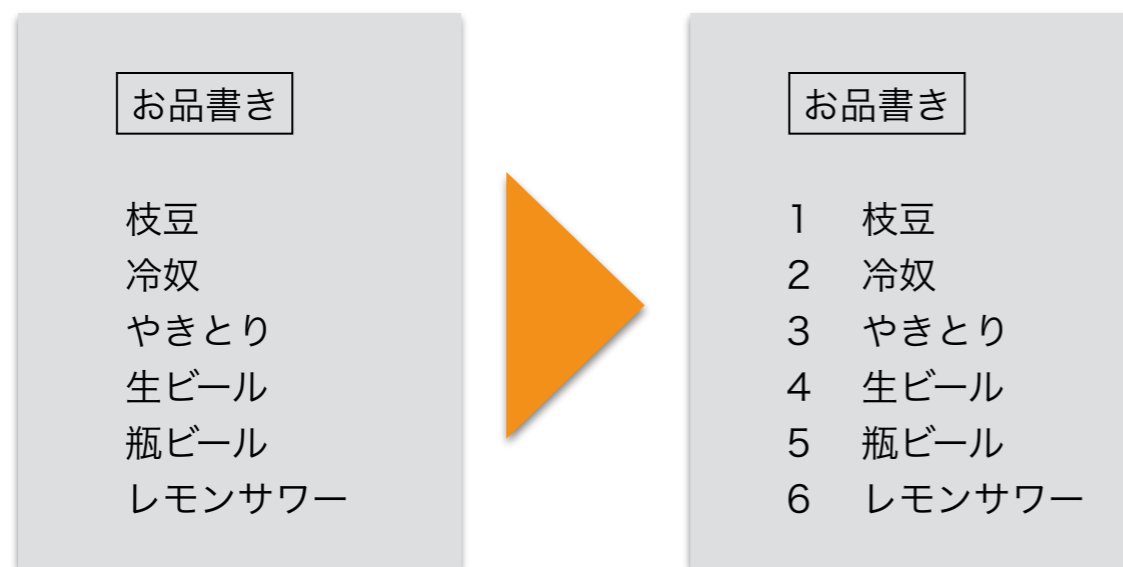 お品書き
枝豆
冷奴
やきとり
生ビール
瓶ビール
レモンサワー
お品書き
1 枝豆
2 冷奴
3 やきとり
4 生ビール
5 瓶ビール
6 レモンサワー